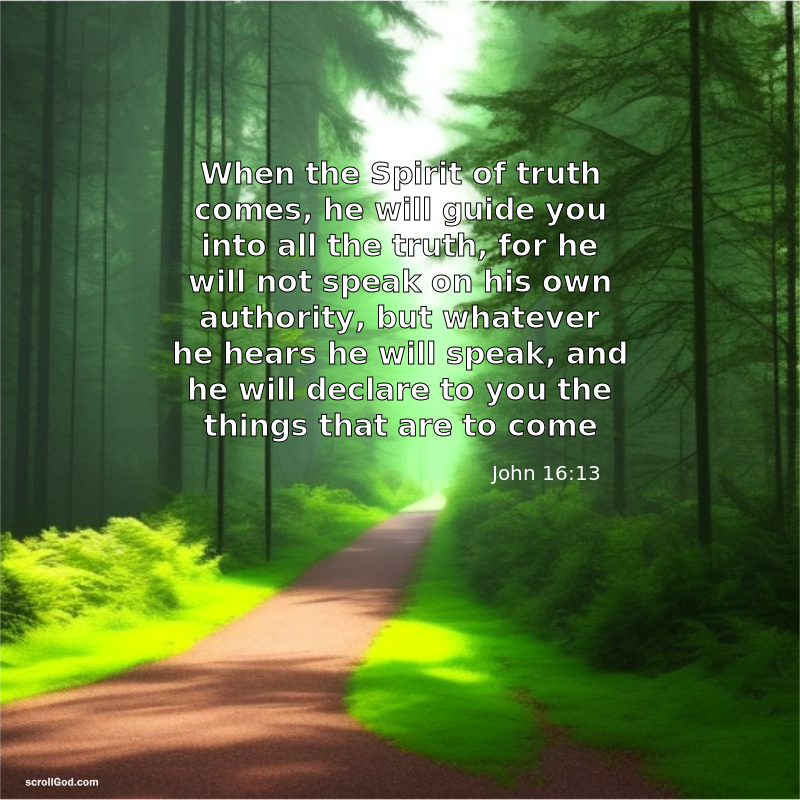 When the Spirit of truth
comes, he will guide you
into all the truth, for he
will not speak on his own
authority, but whatever
he hears he will speak, and
he will declare to you the
things that are to come
John 16:13
scrollGod.com